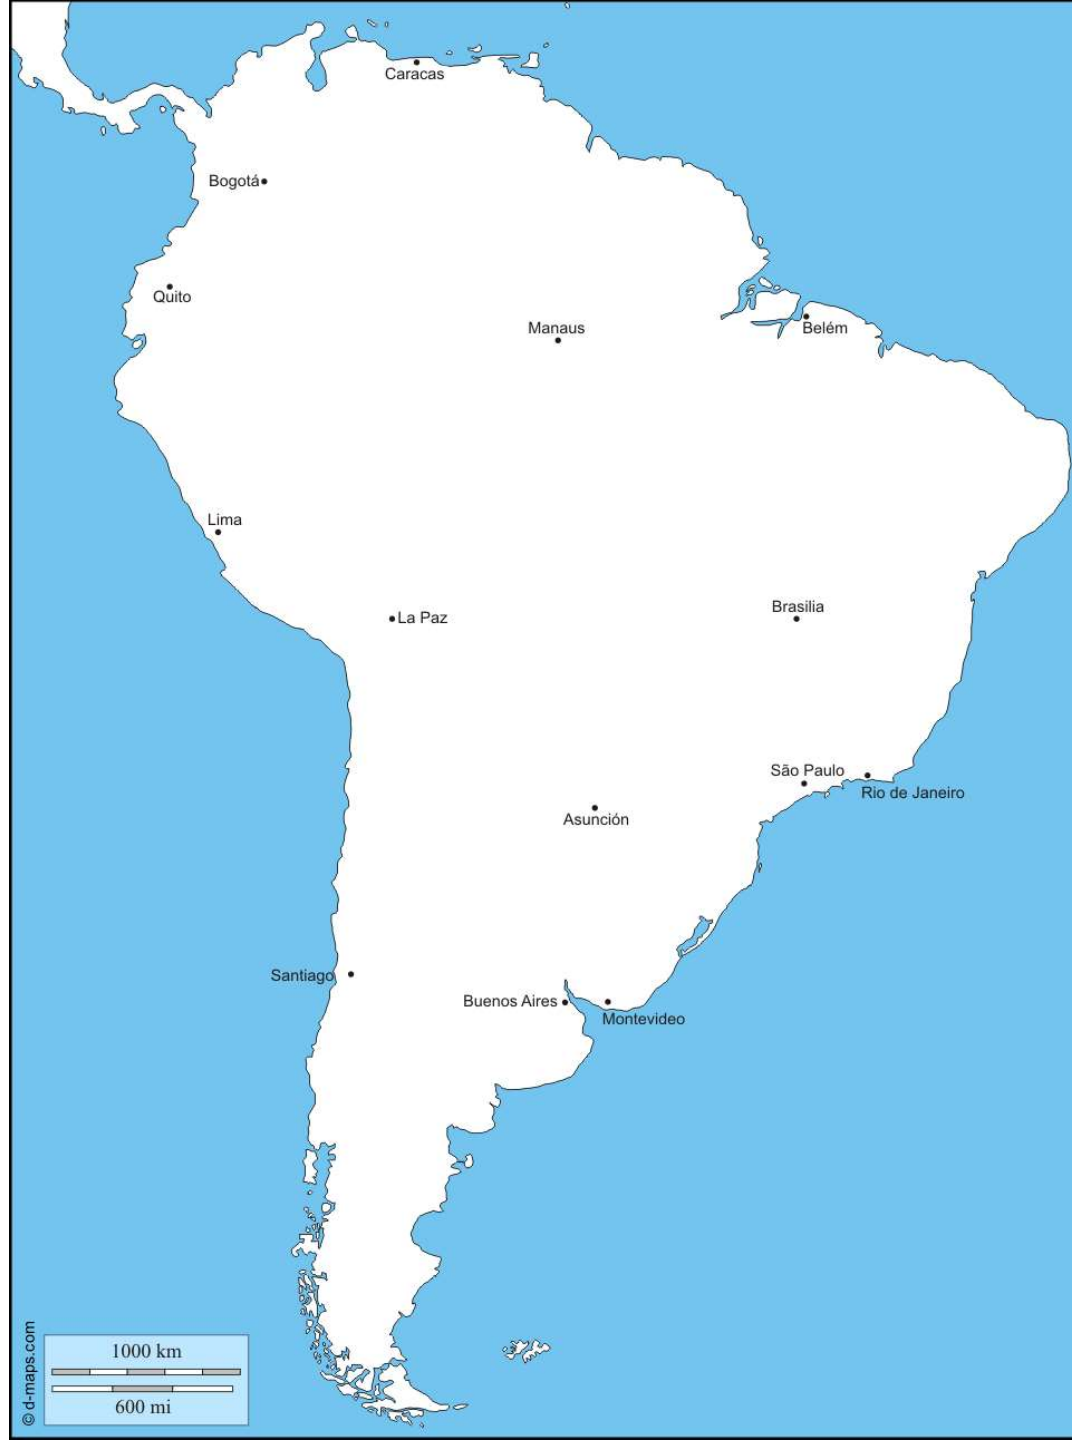 Caracas
Bogotá
Quito
Manaus
Belém
Lima
La Paz
Brasilia
São Paulo
Rio de Janeiro
Asunción
Santiago
Buenos Aires
Montevideo
1000 km
600 mi
© d-maps.com